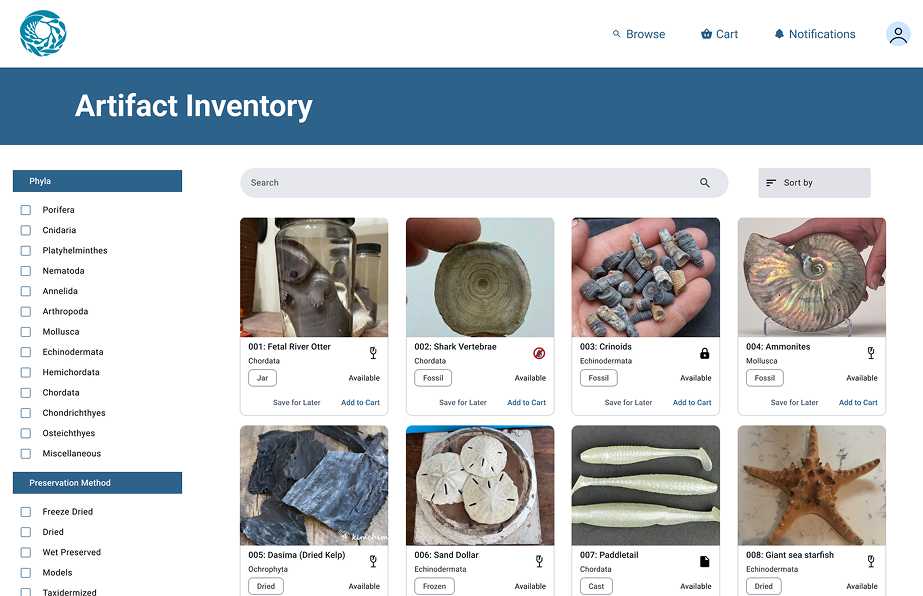 Browse
Cart
Notifications
Artifact Inventory
Phyla
Porifera
Cnidaria
Platyhelminthes
Nematoda
Annelida
Arthropoda
Mollusca
Echinodermata
Hemichordata
Chordata
Chondrichthyes
Osteichthyes
Miscellaneous
Preservation Method
Freeze Dried
Dried
Wet Preserved
Models
Taxidermized
Search
Sort by
001: Fetal River Otter
Chordata
Jar
Available
Save for Later
Add to Cart
002: Shark Vertebrae
Chordata
Fossil
Available
Save for Later
Add to Cart
003: Crinoids
Echinodermata
Fossil
Available
Save for Later
Add to Cart
004: Ammonites
Mollusca
Fossil
Available
Save for Later
Add to Cart
kimchim
005: Dasima (Dried Kelp)
Ochrophyta
Dried
Available
006: Sand Dollar
Echinodermata
Frozen
Available
007: Paddletail
Chordata
Cast
Available
008: Giant sea starfish
Echinodermata
Dried
Available